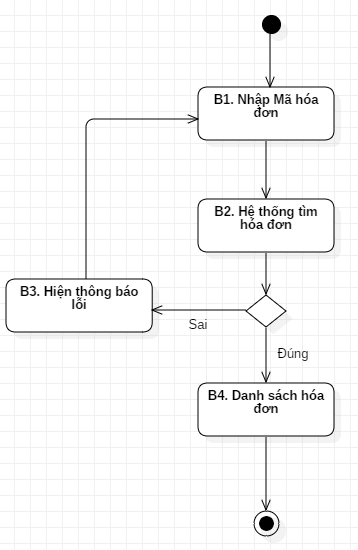 B1. Nhập Mã hóa
đơn
B2. Hệ thống tìm
hóa đơn
B3. Hiện thông báo
lỗi
Sai
Đúng
B4. Danh sách hóa
đơn